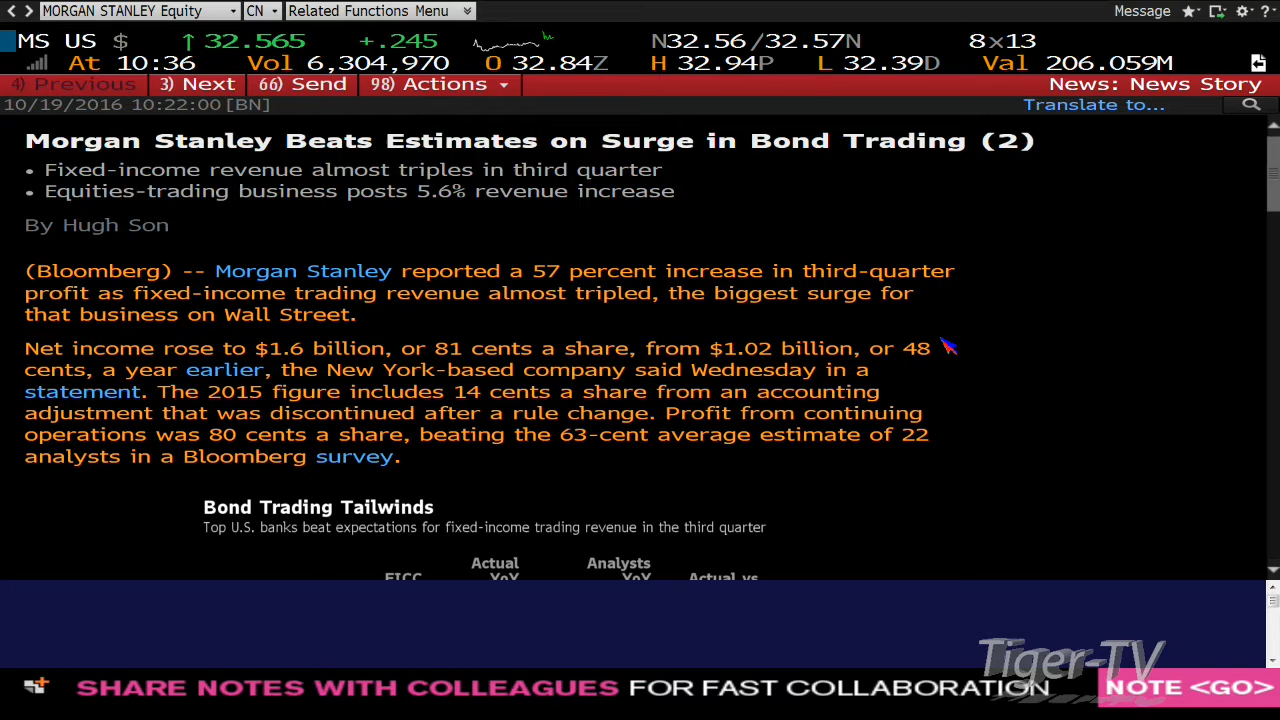 MORGAN STANLEY Equity CN Related Functions Menu Message ?
MS US $ ↑ 32.565 +.245 N32.56/32.57N 8x13
At 10:36 Vol 6,304,970 O 32.84Z H 32.94P L 32.39D Val 206.059M
4) Previous 3) Next 66) Send 98) Actions News: News Story
10/19/2016 10:22:00 [BN] Translate to...
Morgan Stanley Beats Estimates on Surge in Bond Trading (2)
• Fixed-income revenue almost triples in third quarter
• Equities-trading business posts 5.6% revenue increase
By Hugh Son
(Bloomberg) -- Morgan Stanley reported a 57 percent increase in third-quarter
profit as fixed-income trading revenue almost tripled, the biggest surge for
that business on Wall Street.
Net income rose to $1.6 billion, or 81 cents a share, from $1.02 billion, or 48
cents, a year earlier, the New York-based company said Wednesday in a
statement. The 2015 figure includes 14 cents a share from an accounting
adjustment that was discontinued after a rule change. Profit from continuing
operations was 80 cents a share, beating the 63-cent average estimate of 22
analysts in a Bloomberg survey.
Bond Trading Tailwinds
Top U.S. banks beat expectations for fixed-income trading revenue in the third quarter
Actual Analysts
FICC YoY YoY Actual vs
Tiger-TV
SHARE NOTES WITH COLLEAGUES FOR FAST COLLABORATION NOTE <GO>